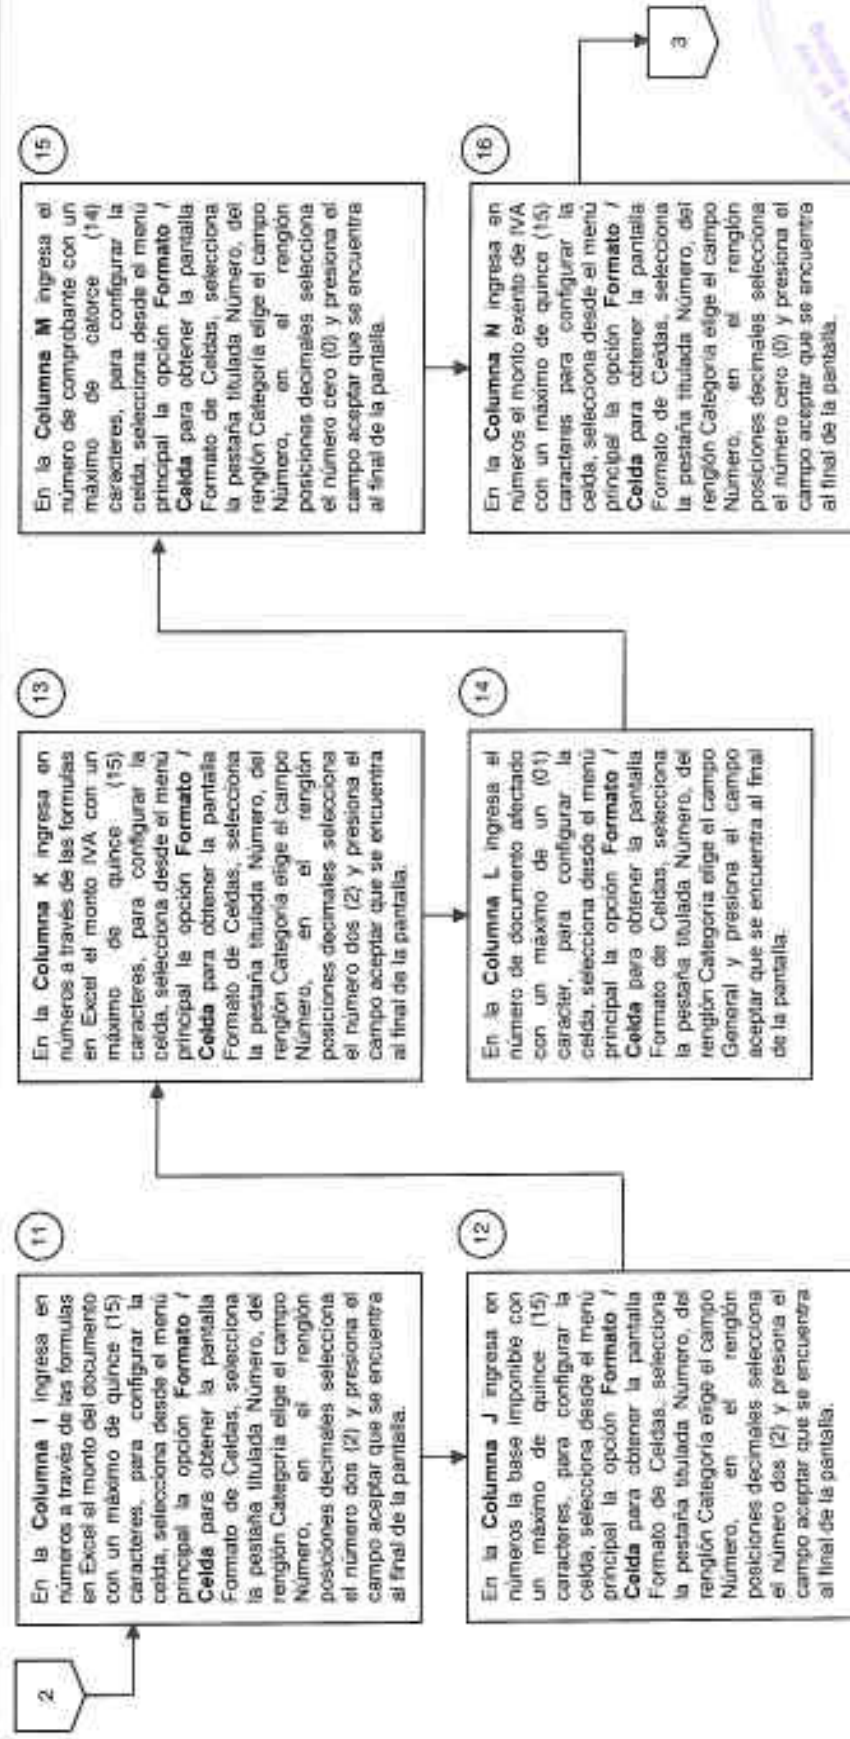 2
11
En la Columna I ingresa en
números a través de las formulas
en Excel el monto del documento
con un máximo de quince (15)
caracteres, para configurar la
celda, selecciona desde el menú
principal la opción Formato /
Celda para obtener la pantalla
Formato de Celdas, selecciona
la pestaña titulada Número, del
renglón Categoría elige el campo
Número, en el renglón
posiciones decimales selecciona
el número dos (2) y presiona el
campo aceptar que se encuentra
al final de la pantalla.
12
En la Columna J ingresa en
números la base imponible con
un máximo de quince (15)
caracteres, para configurar la
celda, selecciona desde el menú
principal la opción Formato /
Celda para obtener la pantalla
Formato de Celdas, selecciona
la pestaña titulada Número, del
renglón Categoría elige el campo
Número, en el renglón
posiciones decimales selecciona
el número dos (2) y presiona el
campo aceptar que se encuentra
al final de la pantalla.
13
En la Columna K ingresa en
números a través de las formulas
en Excel el monto IVA con un
máximo de quince (15)
caracteres, para configurar la
celda, selecciona desde el menú
principal la opción Formato /
Celda para obtener la pantalla
Formato de Celdas, selecciona
la pestaña titulada Número, del
renglón Categoría elige el campo
Número, en el renglón
posiciones decimales selecciona
el número dos (2) y presiona el
campo aceptar que se encuentra
al final de la pantalla.
14
En la Columna L ingresa el
número de documento afectado
con un máximo de un (01)
caracter, para configurar la
celda, selecciona desde el menú
principal la opción Formato /
Celda para obtener la pantalla
Formato de Celdas, selecciona
la pestaña titulada Número, del
renglón Categoría elige el campo
General y presiona el campo
aceptar que se encuentra al final
de la pantalla.
15
En la Columna M ingresa el
número de comprobante con un
máximo de catorce (14)
caracteres, para configurar la
celda, selecciona desde el menú
principal la opción Formato /
Celda para obtener la pantalla
Formato de Celdas, selecciona
la pestaña titulada Número, del
renglón Categoría elige el campo
Número, en el renglón
posiciones decimales selecciona
el número cero (0) y presiona el
campo aceptar que se encuentra
al final de la pantalla.
16
En la Columna N ingresa en
números el monto exento de IVA
con un máximo de quince (15)
caracteres para configurar la
celda, selecciona desde el menú
principal la opción Formato /
Celda para obtener la pantalla
Formato de Celdas, selecciona
la pestaña titulada Número, del
renglón Categoría elige el campo
Número, en el renglón
posiciones decimales selecciona
el número cero (0) y presiona el
campo aceptar que se encuentra
al final de la pantalla.
3